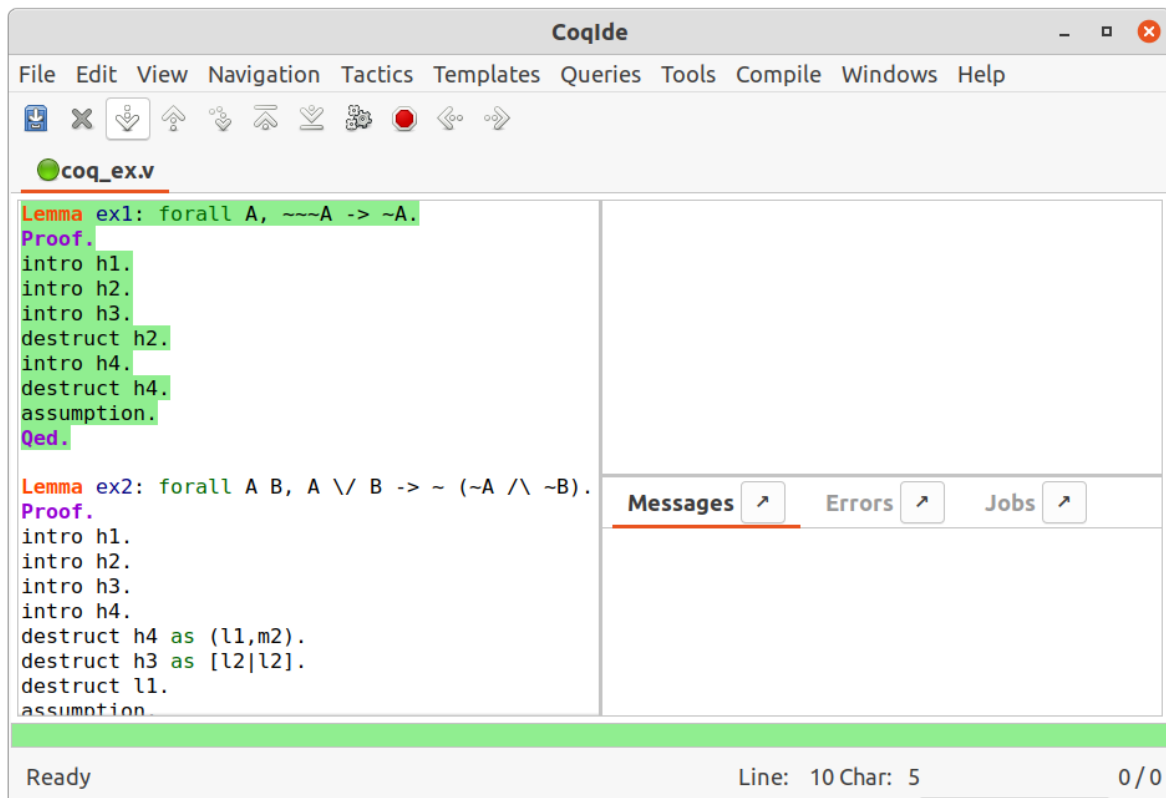 CoqIde
File Edit View Navigation Tactics Templates Queries Tools Compile Windows Help
coq_ex.v
Lemma ex1: forall A, ~~~A -> ~A.
Proof.
intro h1.
intro h2.
intro h3.
destruct h2.
intro h4.
destruct h4.
assumption.
Qed.
Lemma ex2: forall A B, A \/ B -> ~ (~A /\ ~B).
Proof.
intro h1.
intro h2.
intro h3.
intro h4.
destruct h4 as (l1,m2).
destruct h3 as [l2|l2].
destruct l1.
assumption.
Messages Errors Jobs
Ready Line: 10 Char: 5 0 / 0